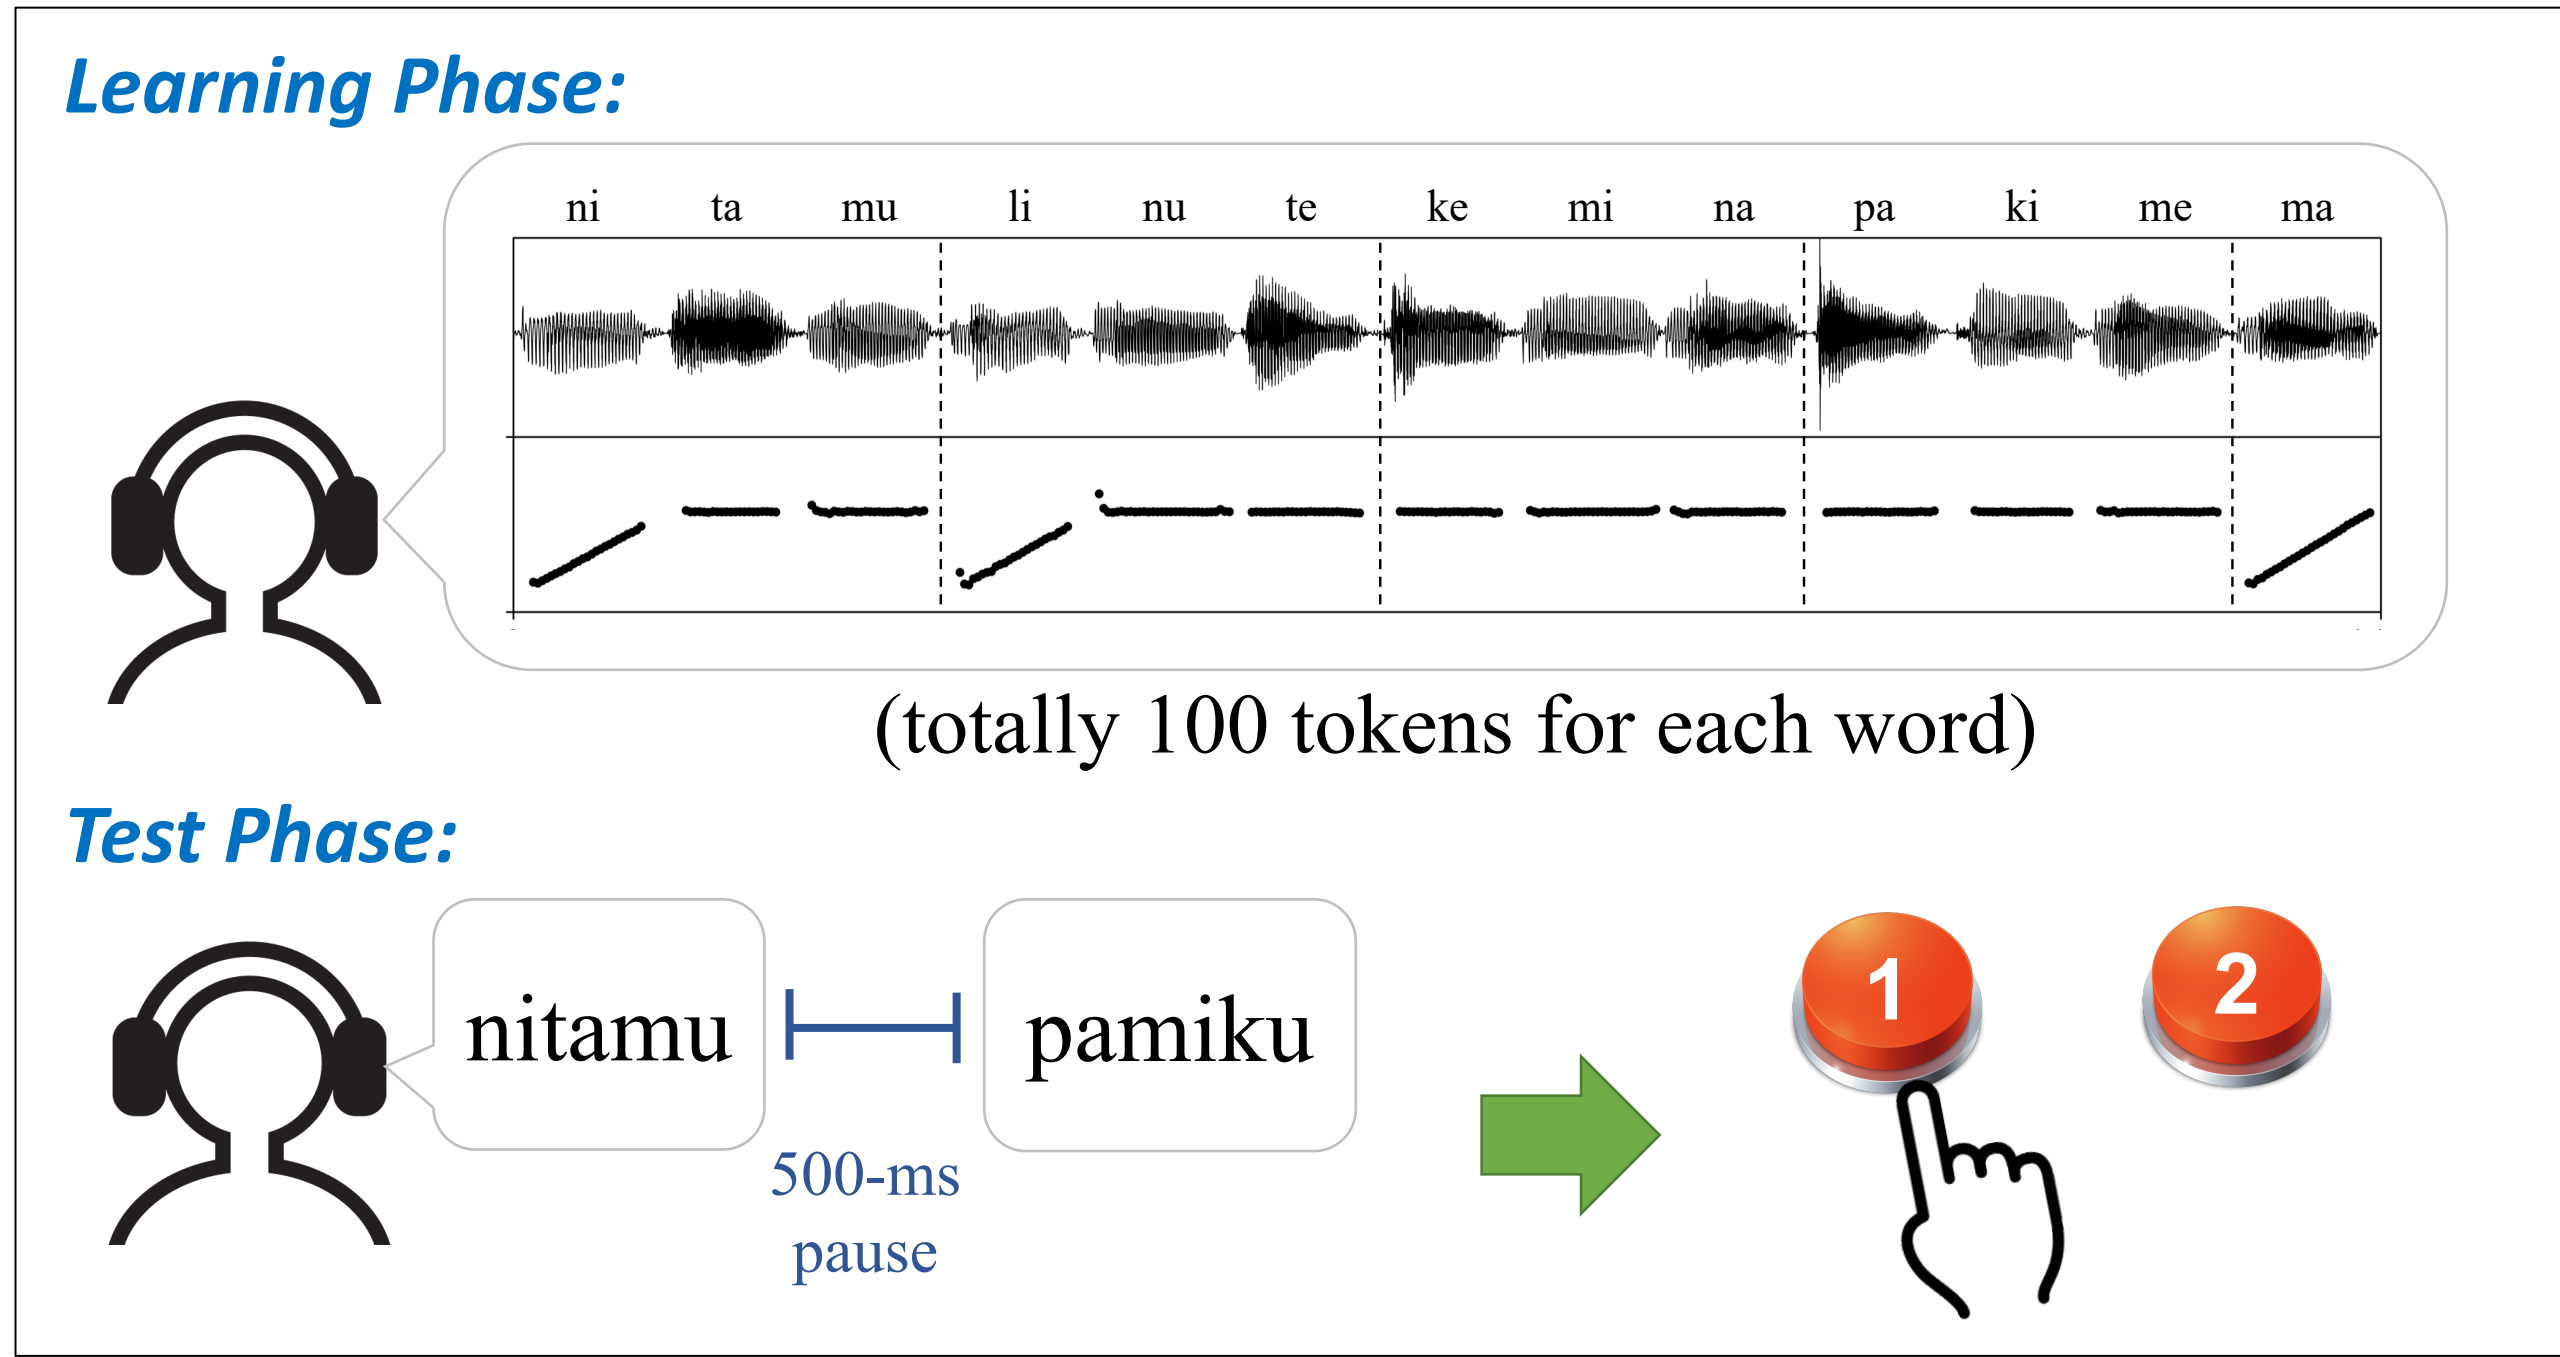 Learning Phase:
ni ta mu li nu te ke mi na pa ki me ma
(totally 100 tokens for each word)
Test Phase:
nitamu pamiku
500-ms
pause
1 2